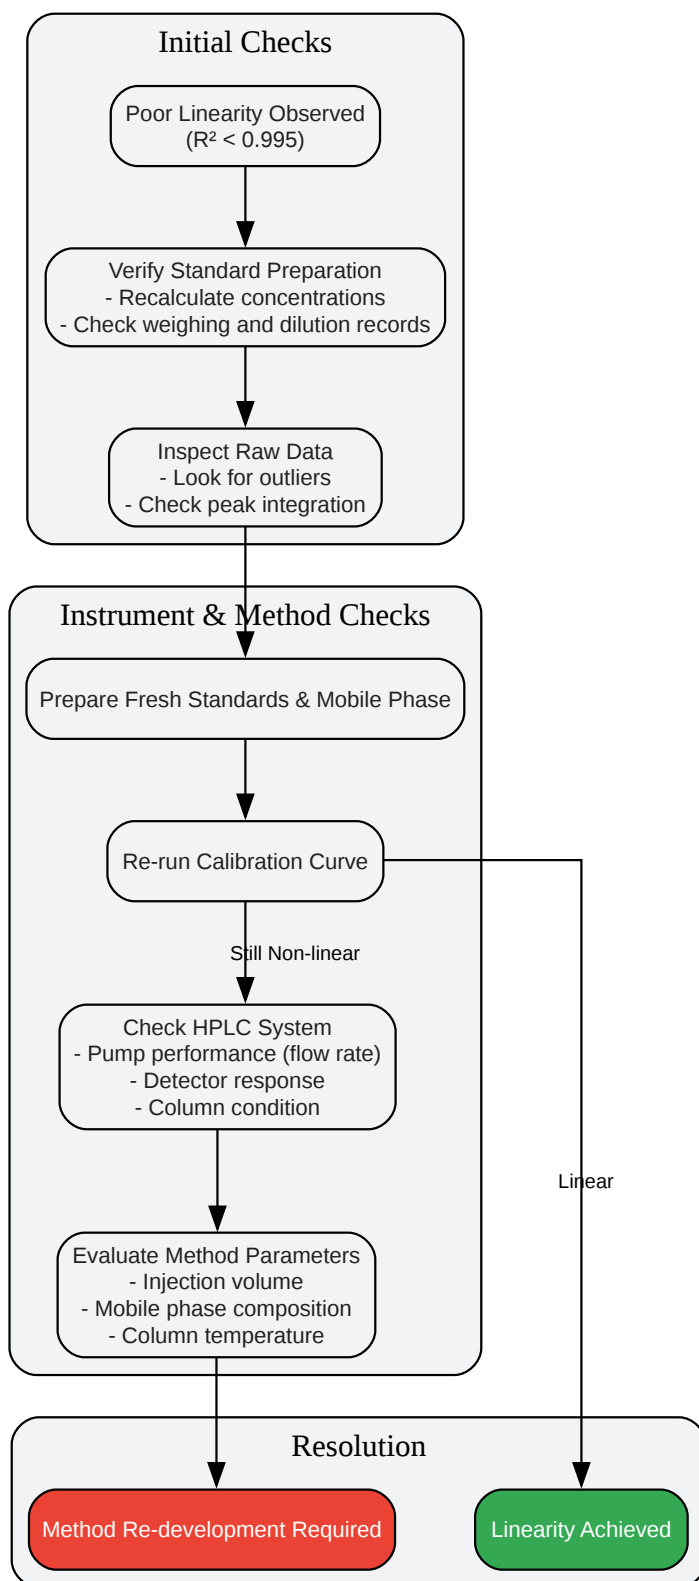 Initial Checks
Poor Linearity Observed
(R² < 0.995)
Verify Standard Preparation
- Recalculate concentrations
- Check weighing and dilution records
Inspect Raw Data
- Look for outliers
- Check peak integration
Instrument & Method Checks
Prepare Fresh Standards & Mobile Phase
Re-run Calibration Curve
Still Non-linear
Check HPLC System
- Pump performance (flow rate)
- Detector response
- Column condition
Linear
Evaluate Method Parameters
- Injection volume
- Mobile phase composition
- Column temperature
Resolution
Method Re-development Required
Linearity Achieved